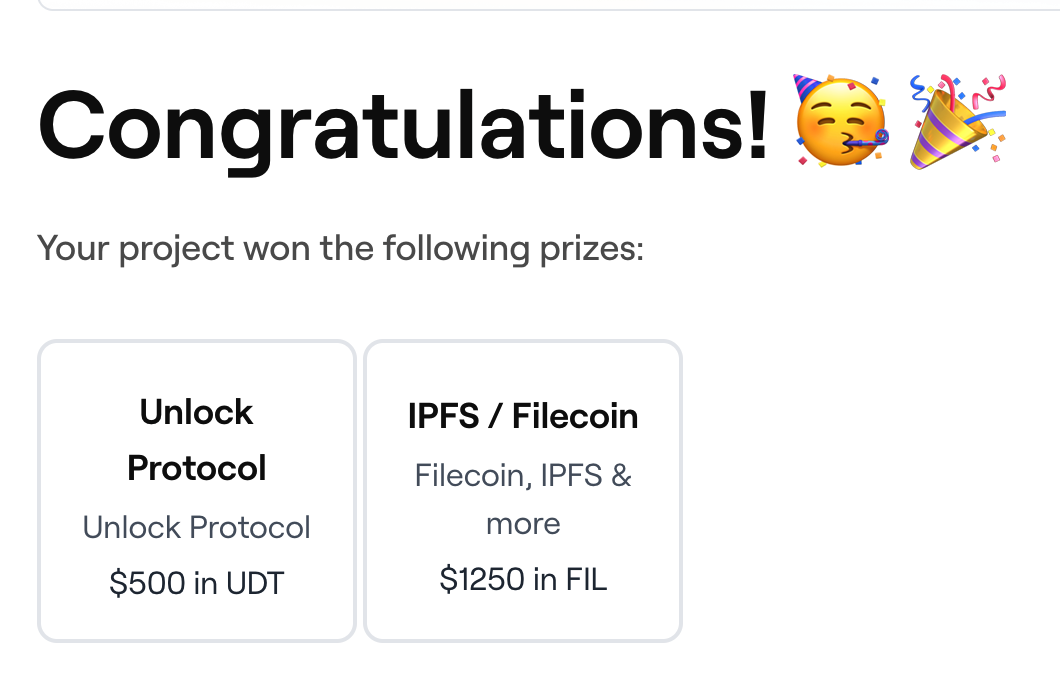 Congratulations! 🥳 🎉
Your project won the following prizes:
Unlock
Protocol
Unlock Protocol
$500 in UDT
IPFS / Filecoin
Filecoin, IPFS &
more
$1250 in FIL